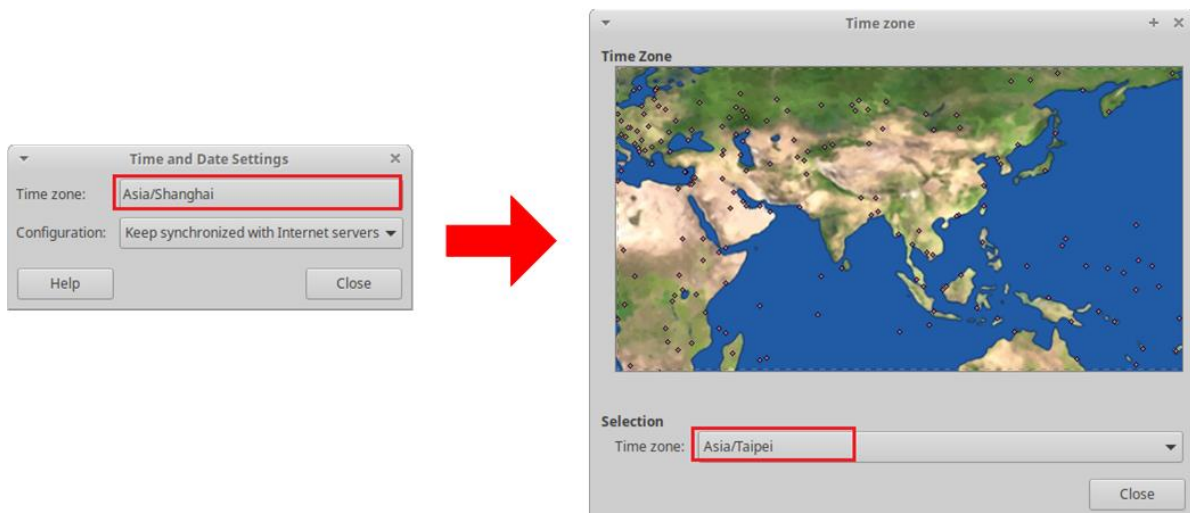 Time and Date Settings
Time zone:
Asia/Shanghai
Configuration:
Keep synchronized with Internet servers
Help
Close
Time zone
Time Zone
Selection
Time zone:
Asia/Taipei
Close